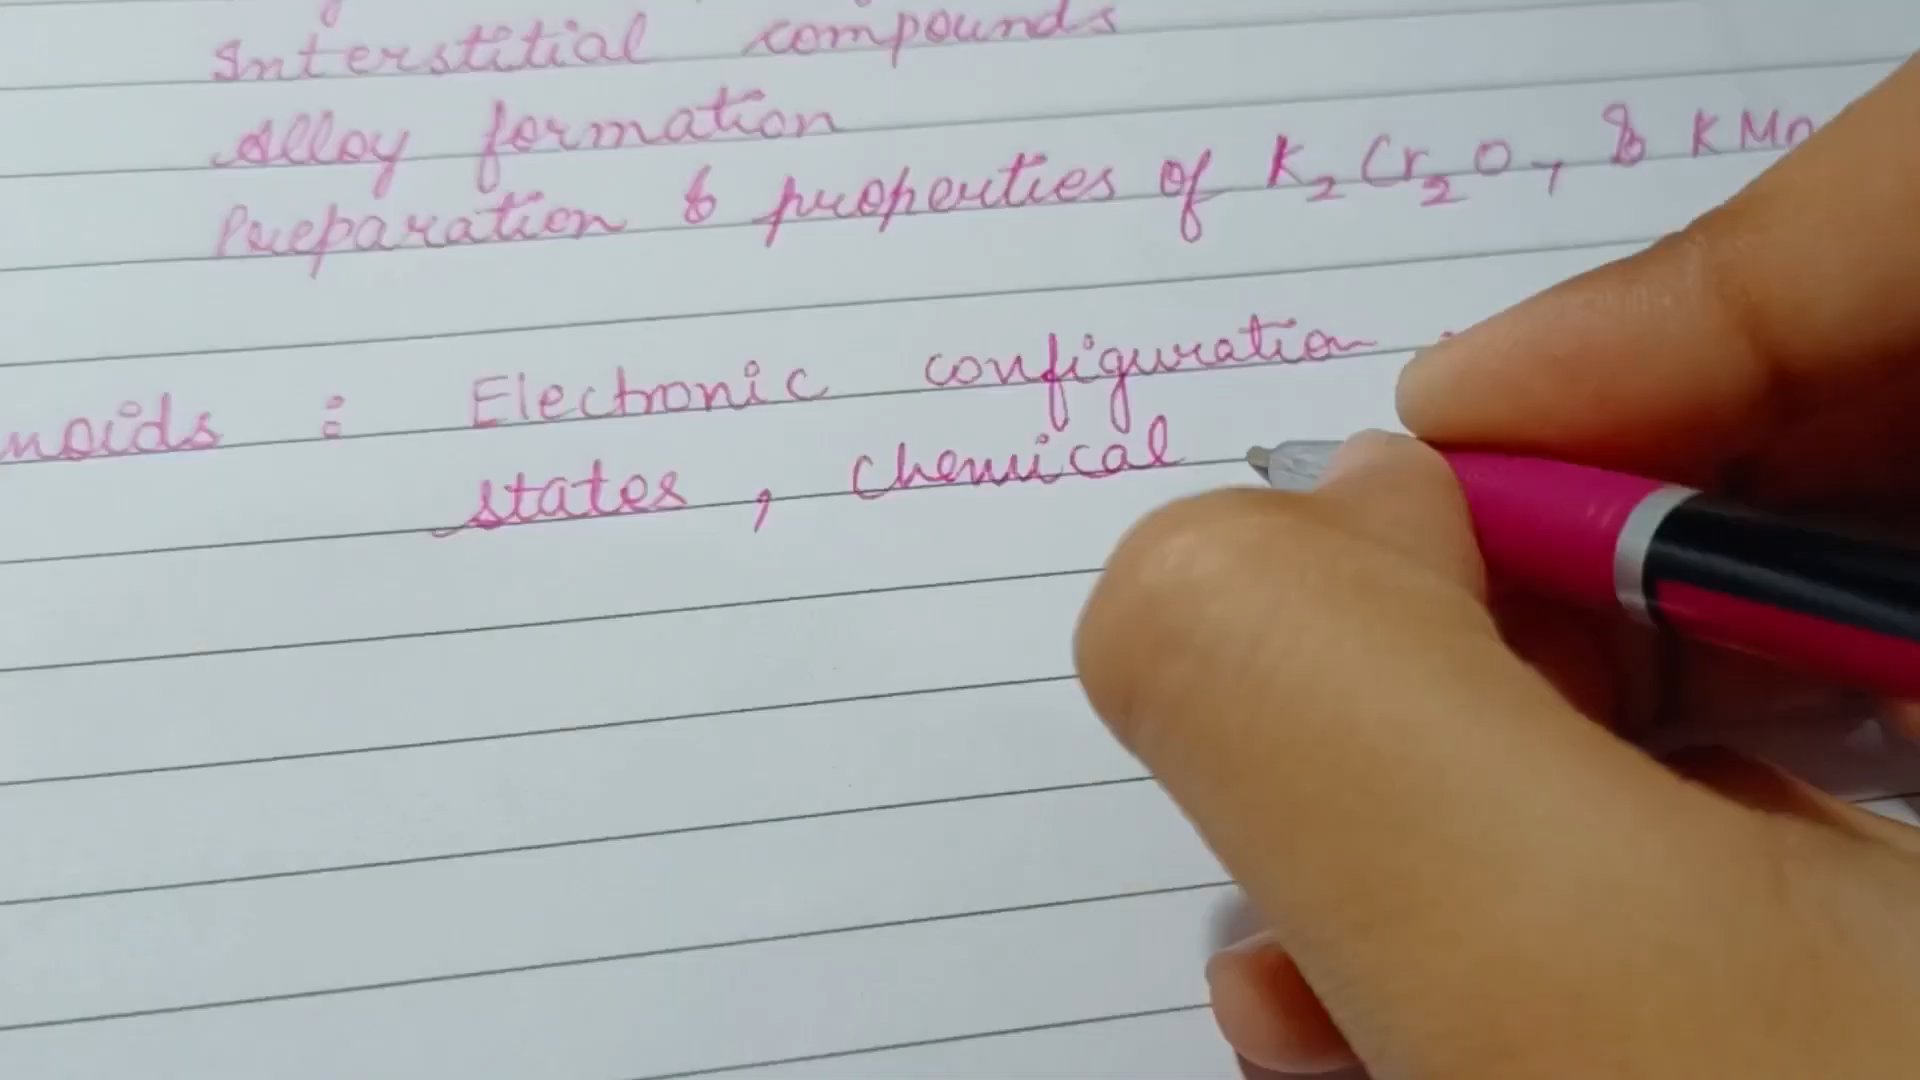 Interstitial compounds
Alloy formation
Preparation & properties of K₂Cr₂O₇ & KMn
noids : Electronic configuration
states, chemical